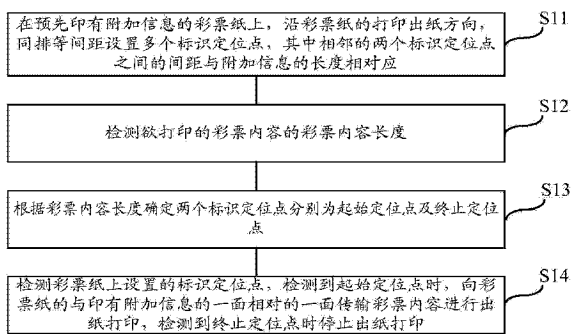 在预先印有附加信息的彩票纸上，沿彩票纸的打印出纸方向，
同排等间距设置多个标识定位点，其中相邻的两个标识定位点
之间的间距与附加信息的长度相对应
S11
检测欲打印的彩票内容的彩票内容长度
S12
根据彩票内容长度确定两个标识定位点分别为起始定位点及终止定位
点
S13
检测彩票纸上设置的标识定位点，检测到起始定位点时，向彩
票纸的与印有附加信息的一面相对的一面传输彩票内容进行出
纸打印，检测到终止定位点时停止出纸打印
S14